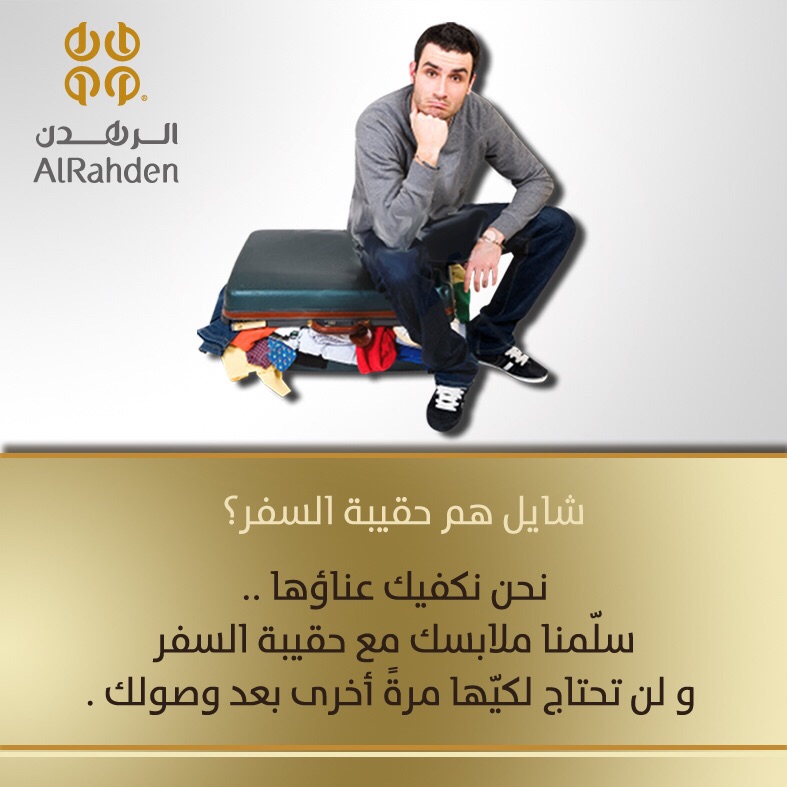 الرهدن
AlRahden
شايل هم حقيبة السفر؟
نحن نكفيك عناؤها ..
سلّمنا ملابسك مع حقيبة السفر
و لن تحتاج لكيّها مرةً أخرى بعد وصولك .